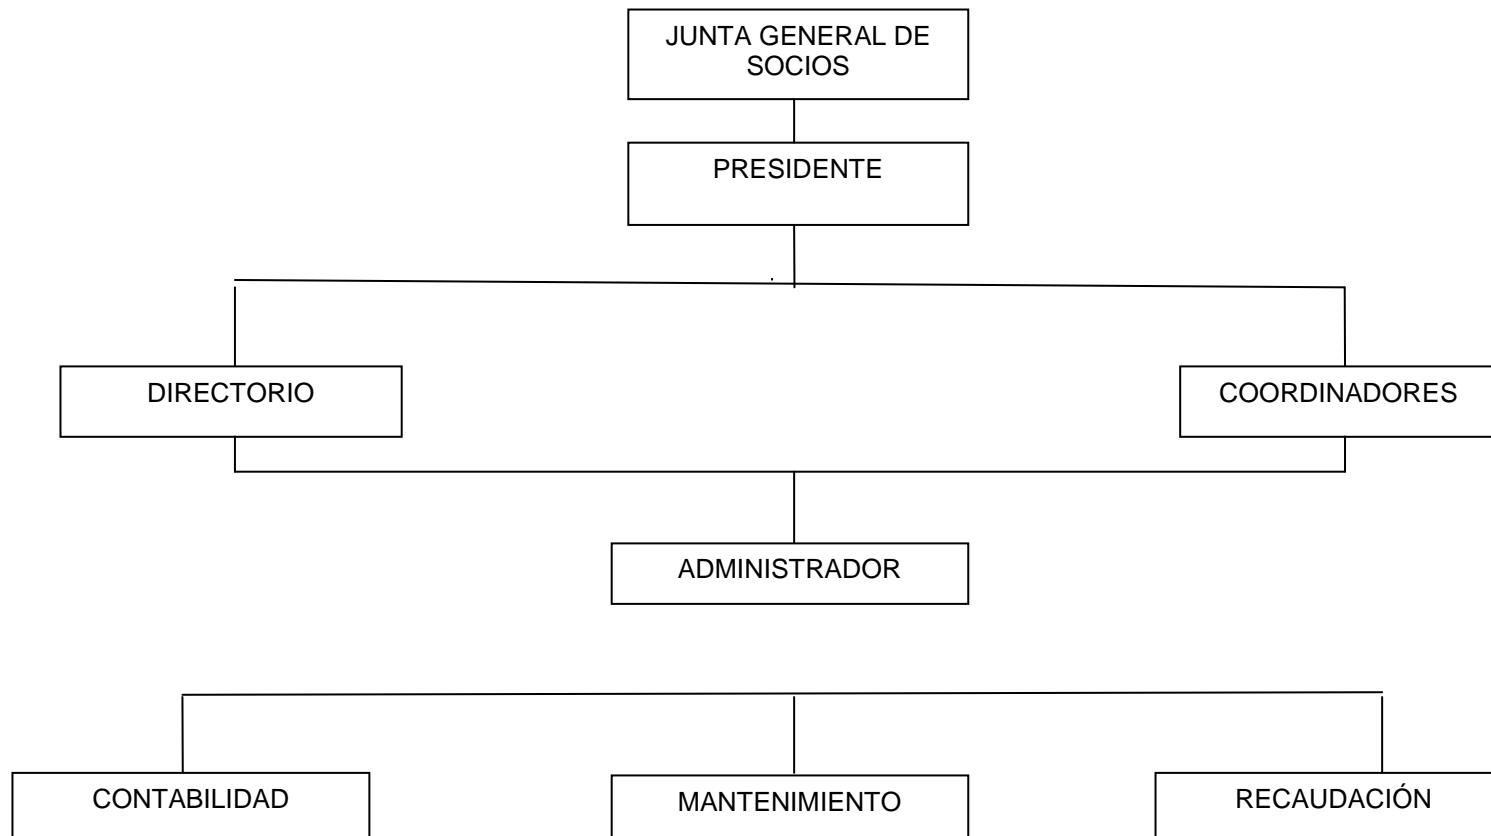 JUNTA GENERAL DE
SOCIOS
PRESIDENTE
DIRECTORIO
COORDINADORES
ADMINISTRADOR
CONTABILIDAD
MANTENIMIENTO
RECAUDACIÓN